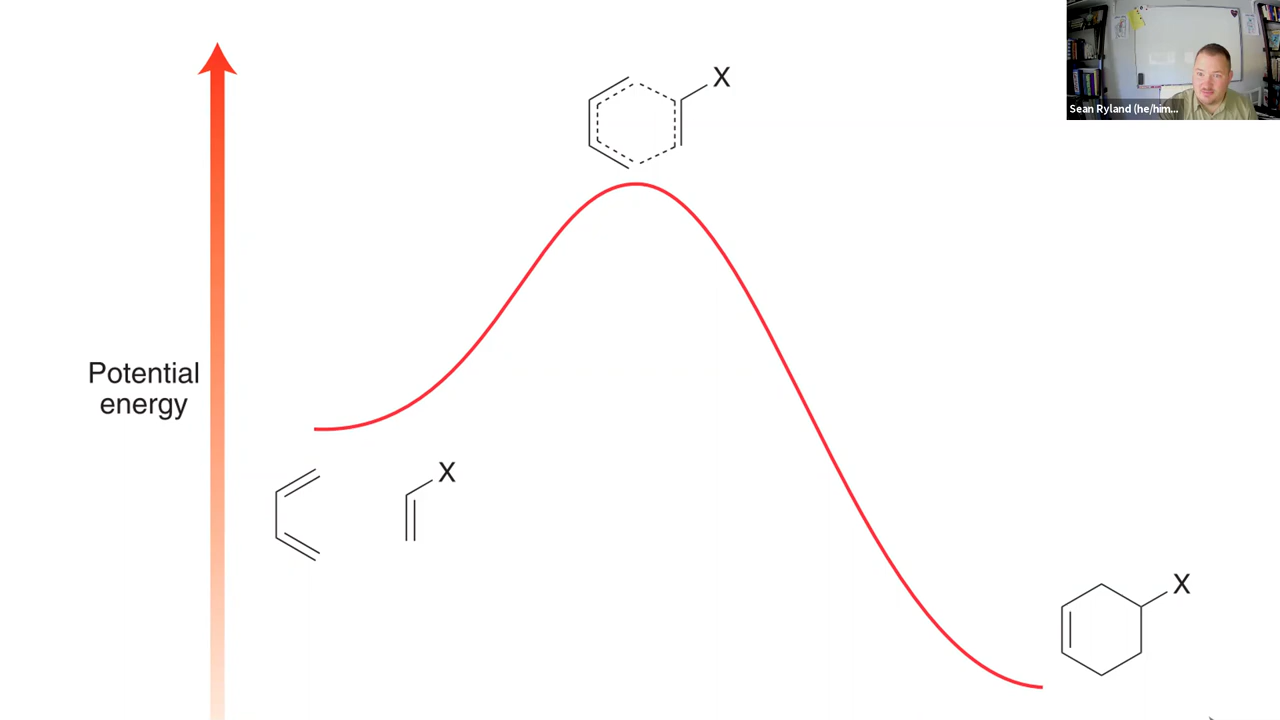 X
Sean Ryland (he/him...
Potential
energy
X
X